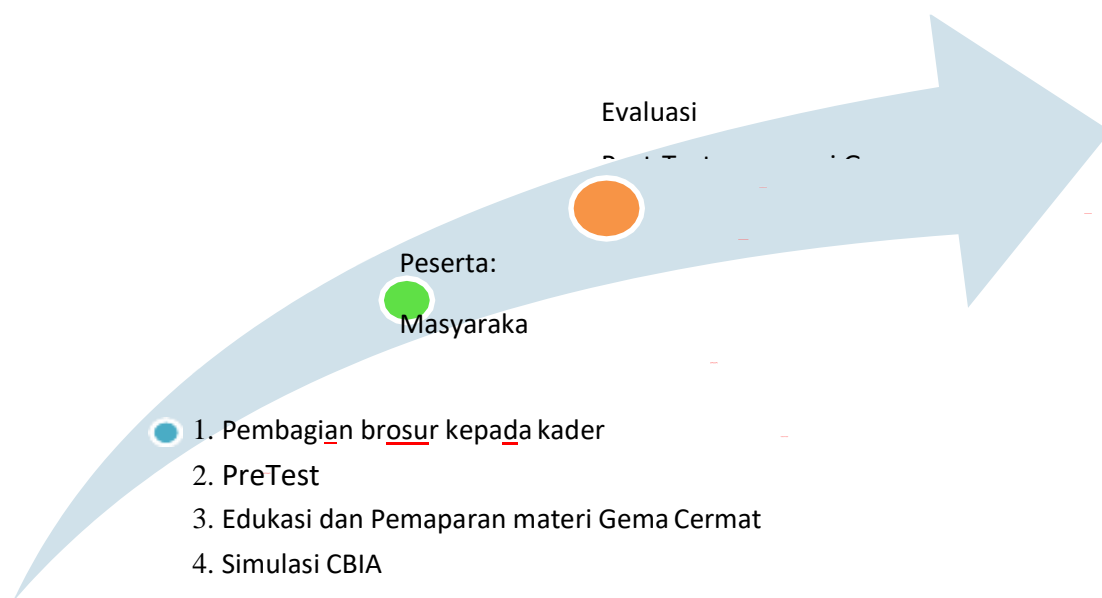 Evaluasi
Peserta:
Masyaraka
1. Pembagian brosur kepada kader
2. PreTest
3. Edukasi dan Pemaparan materi Gema Cermat
4. Simulasi CBIA